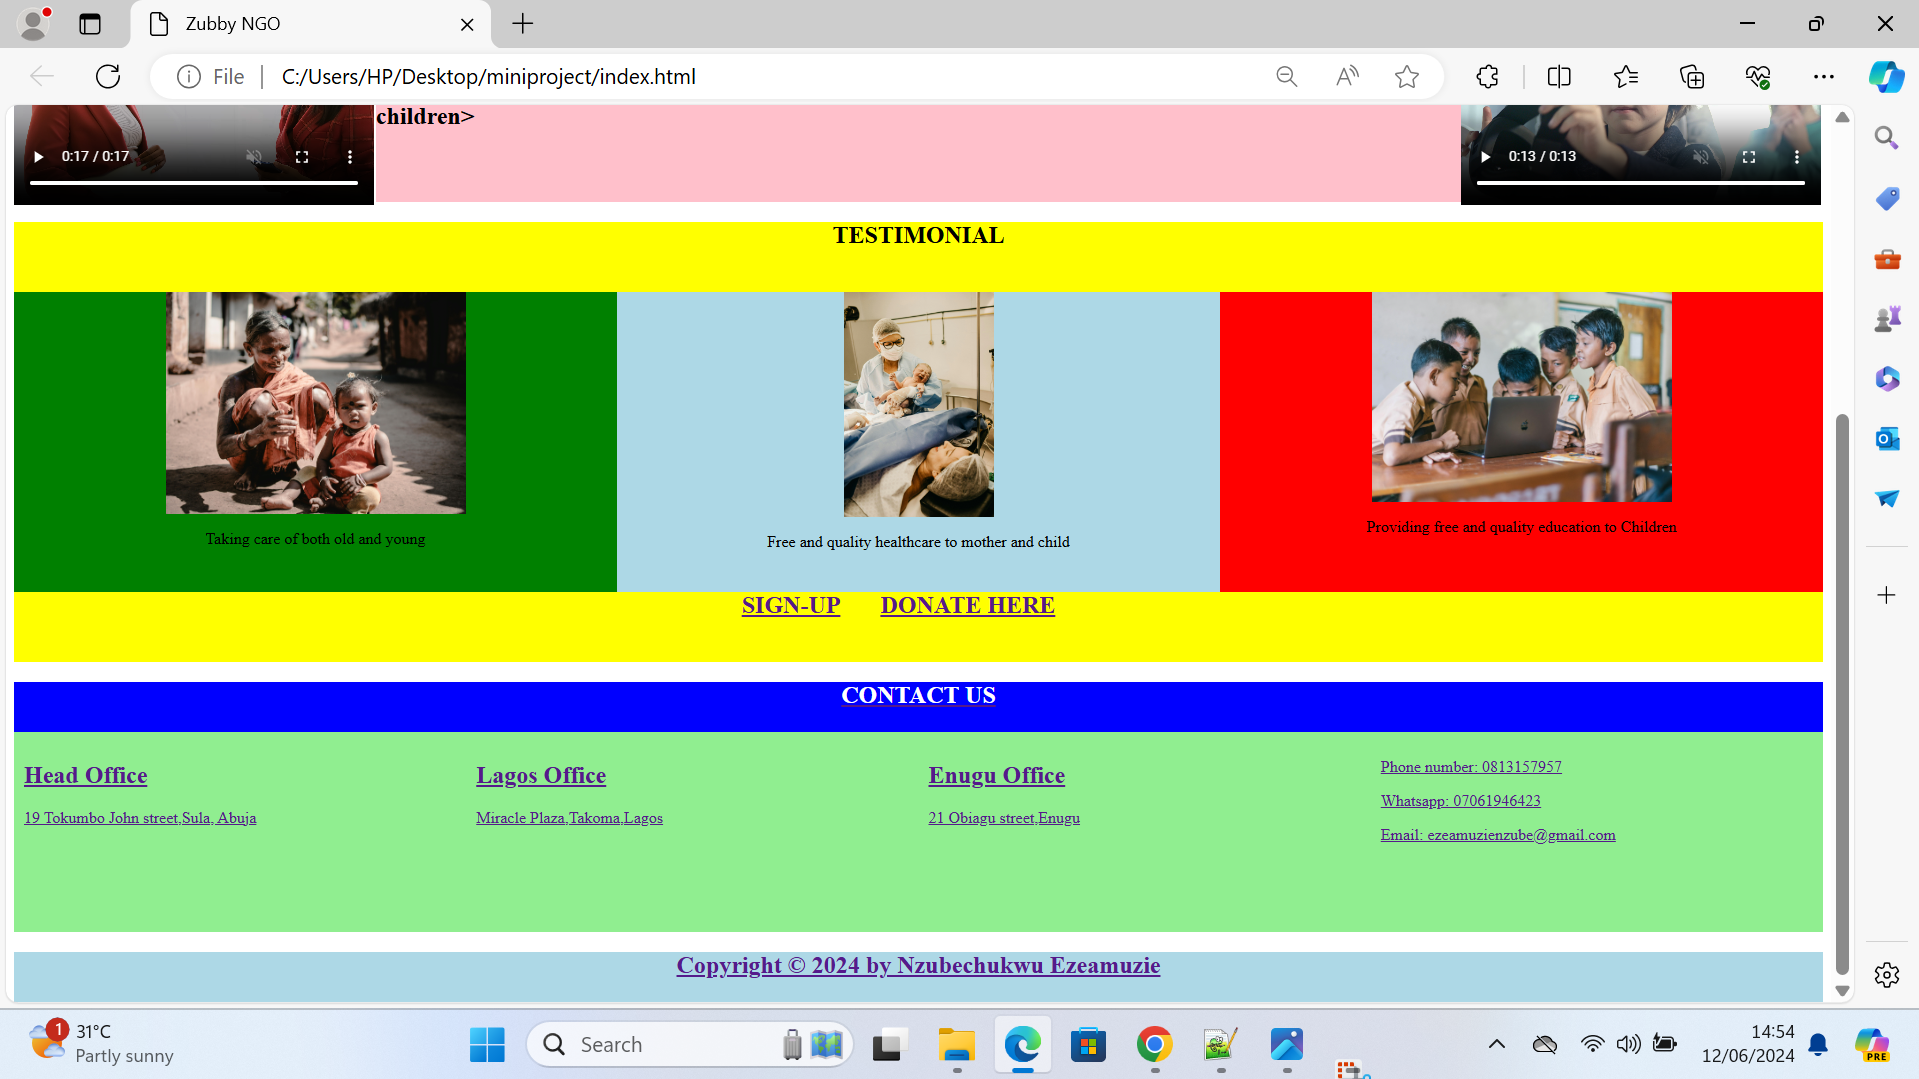 Zubby NGO
File
C:/Users/HP/Desktop/miniproject/index.html
children>
0:17 / 0:17
0:13 / 0:13
TESTIMONIAL
Taking care of both old and young
Free and quality healthcare to mother and child
Providing free and quality education to Children
SIGN-UP DONATE HERE
CONTACT US
Head Office
19 Tokumbo John street,Sula, Abuja
Lagos Office
Miracle Plaza,Takoma,Lagos
Enugu Office
21 Obiagu street,Enugu
Phone number: 0813157957
Whatsapp: 07061946423
Email: ezeamuzienzube@gmail.com
Copyright © 2024 by Nzubechukwu Ezeamuzie
1
31°C
Partly sunny
Search
14:54
12/06/2024
PRE